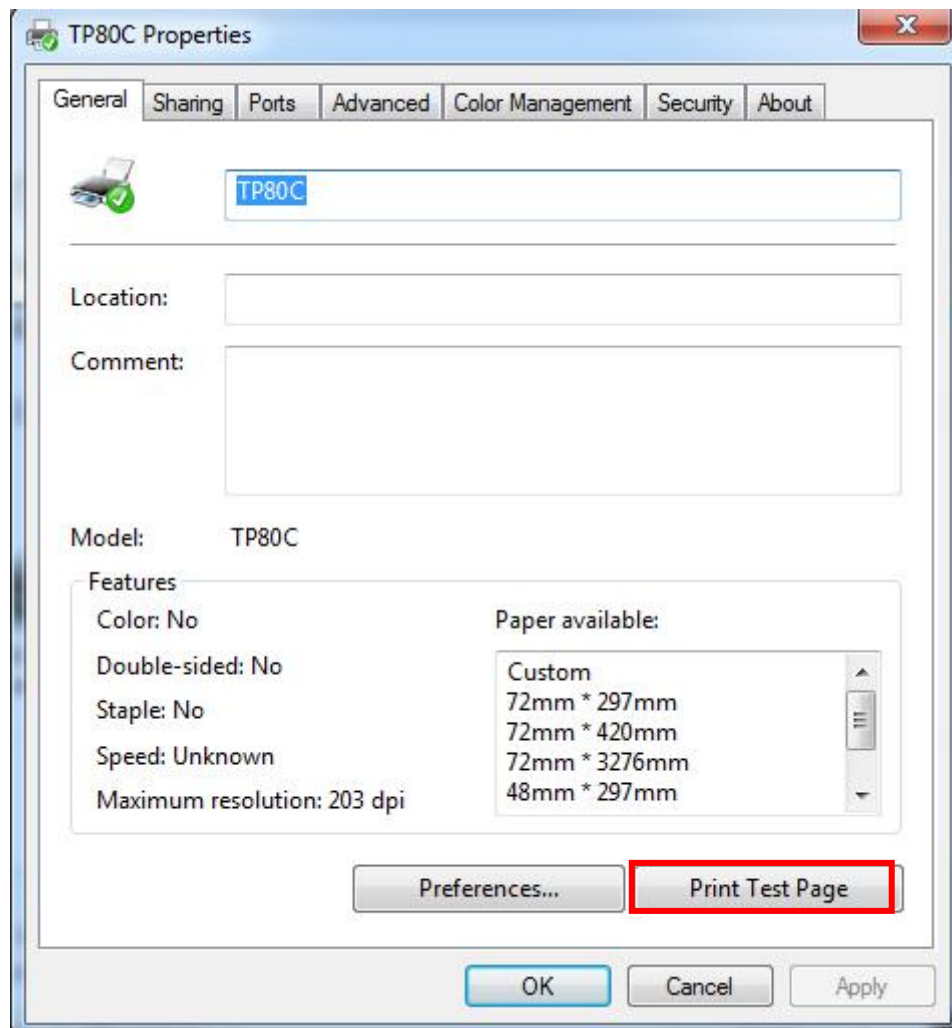 TP80C Properties
General Sharing Ports Advanced Color Management Security About
TP80C
Location:
Comment:
Model: TP80C
Features
Color: No
Double-sided: No
Staple: No
Speed: Unknown
Maximum resolution: 203 dpi
Paper available:
Custom
72mm * 297mm
72mm * 420mm
72mm * 3276mm
48mm * 297mm
Preferences... Print Test Page
OK Cancel Apply